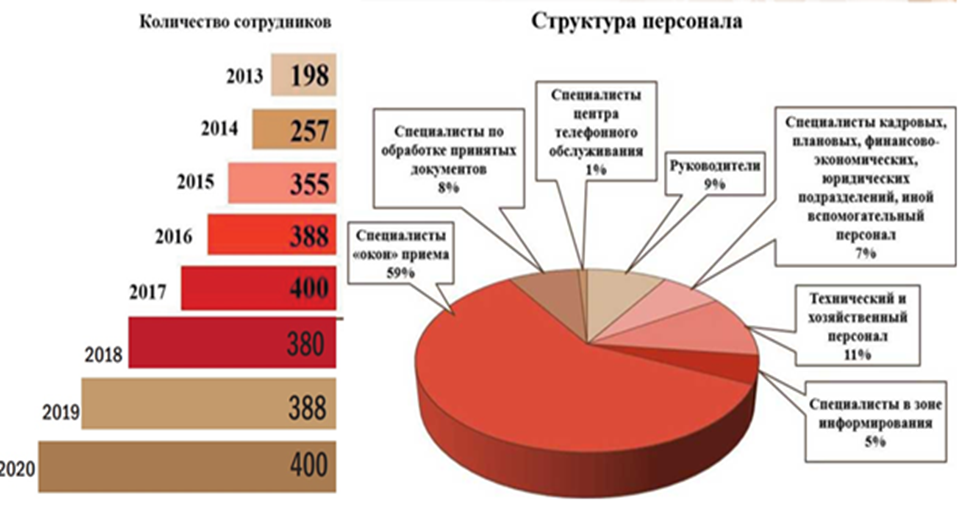 Количество сотрудников
2013 198
2014 257
2015 355
2016 388
2017 400
2018 380
2019 388
2020 400
Структура персонала
Специалисты
«окон» приема
59%
Специалисты по
обработке принятых
документов
8%
Специалисты
центра
телефонного
обслуживания
1%
Руководители
9%
Специалисты кадровых,
плановых, финансово-
экономических,
юридических
подразделений, иной
вспомогательный
персонал
7%
Технический и
хозяйственный
персонал
11%
Специалисты в зоне
информирования
5%